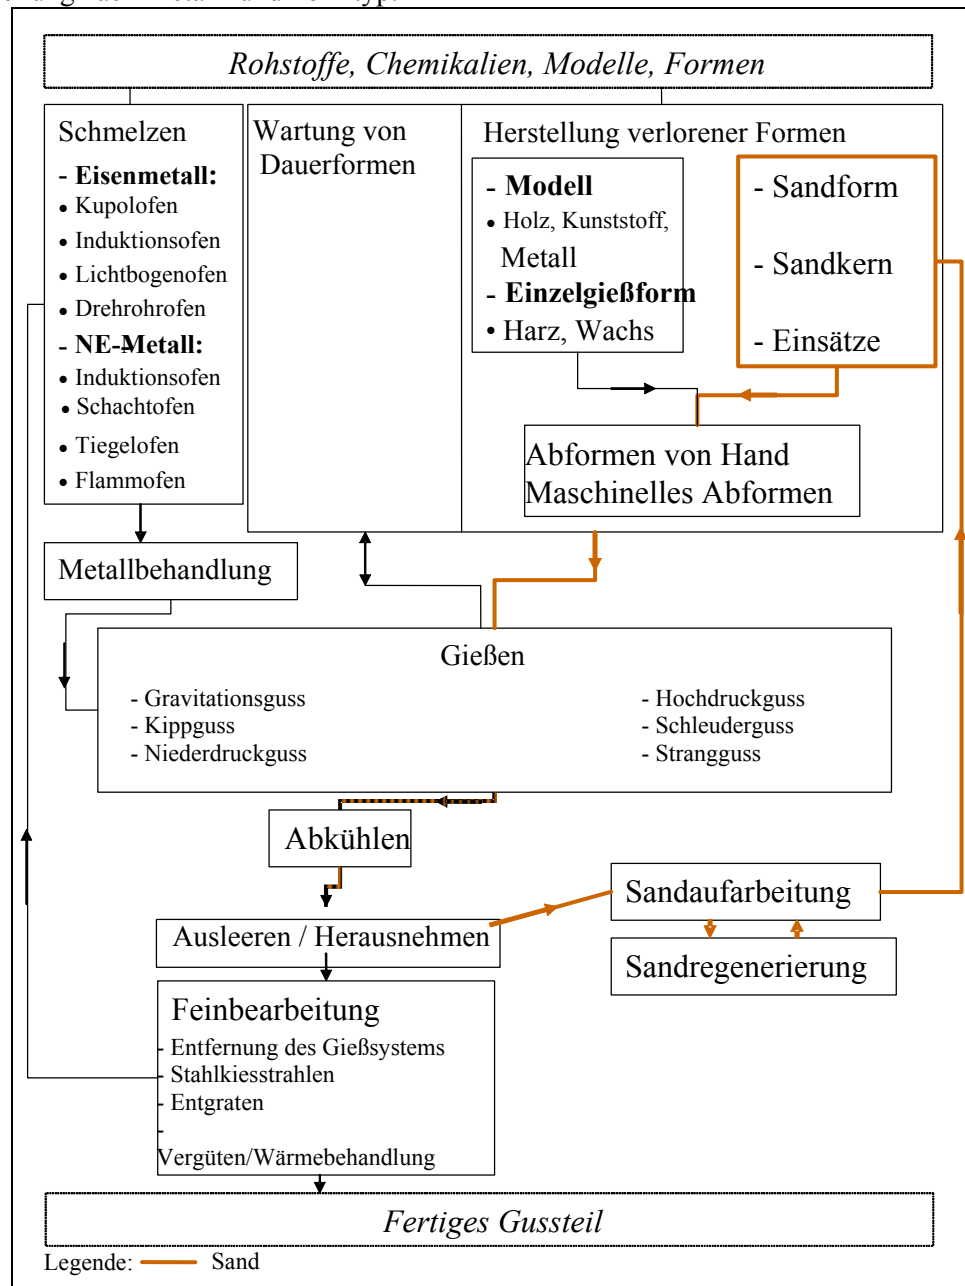 Rohstoffe, Chemikalien, Modelle, Formen
Schmelzen
- Eisenmetall:
• Kupolofen
• Induktionsofen
• Lichtbogenofen
• Drehrohrofen
- NE-Metall:
• Induktionsofen
• Schachtofen
• Tiegelofen
• Flammofen
Wartung von
Dauerformen
Herstellung verlorener Formen
- Modell
• Holz, Kunststoff,
Metall
- Einzelgießform
• Harz, Wachs
- Sandform
- Sandkern
- Einsätze
Abformen von Hand
Maschinelles Abformen
Metallbehandlung
Gießen
- Gravitationsguss
- Kippguss
- Niederdruckguss
- Hochdruckguss
- Schleuderguss
- Strangguss
Abkühlen
Ausleeren / Herausnehmen
Sandaufarbeitung
Sandregenerierung
Feinbearbeitung
- Entfernung des Gießsystems
- Stahlkiesstrahlen
- Entgraten
-
Vergüten/Wärmebehandlung
Fertiges Gussteil
Legende: Sand